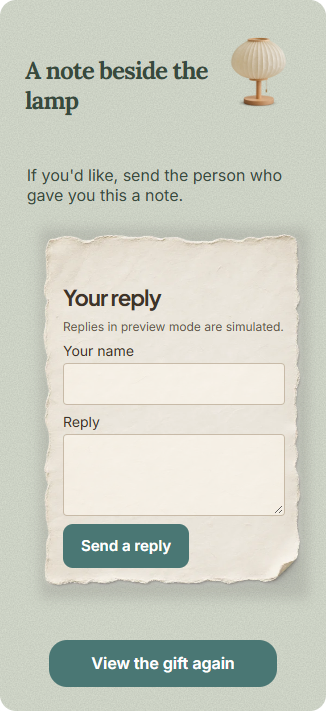 A note beside the
lamp
If you'd like, send the person who
gave you this a note.
Your reply
Replies in preview mode are simulated.
Your name
Reply
Send a reply
View the gift again